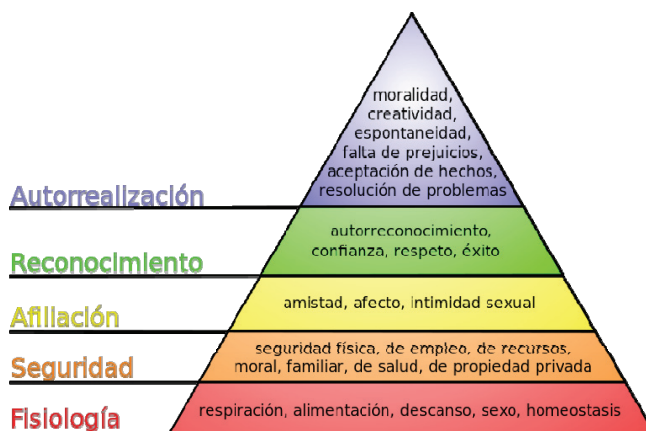 moralidad,
creatividad,
espontaneidad,
falta de prejuicios,
aceptación de hechos,
resolución de problemas
Autorrealización
autorreconocimiento,
confianza, respeto, éxito
Reconocimiento
amistad, afecto, intimidad sexual
Afiliación
seguridad física, de empleo, de recursos,
moral, familiar, de salud, de propiedad privada
Seguridad
respiración, alimentación, descanso, sexo, homeostasis
Fisiología